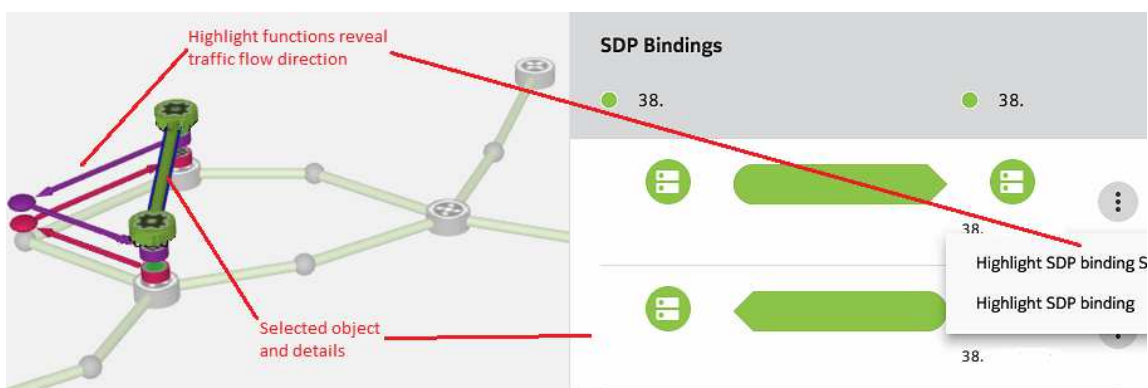 Highlight functions reveal
traffic flow direction
Selected object
and details
SDP Bindings
38.
38.
38.
Highlight SDP binding S
Highlight SDP binding
38.